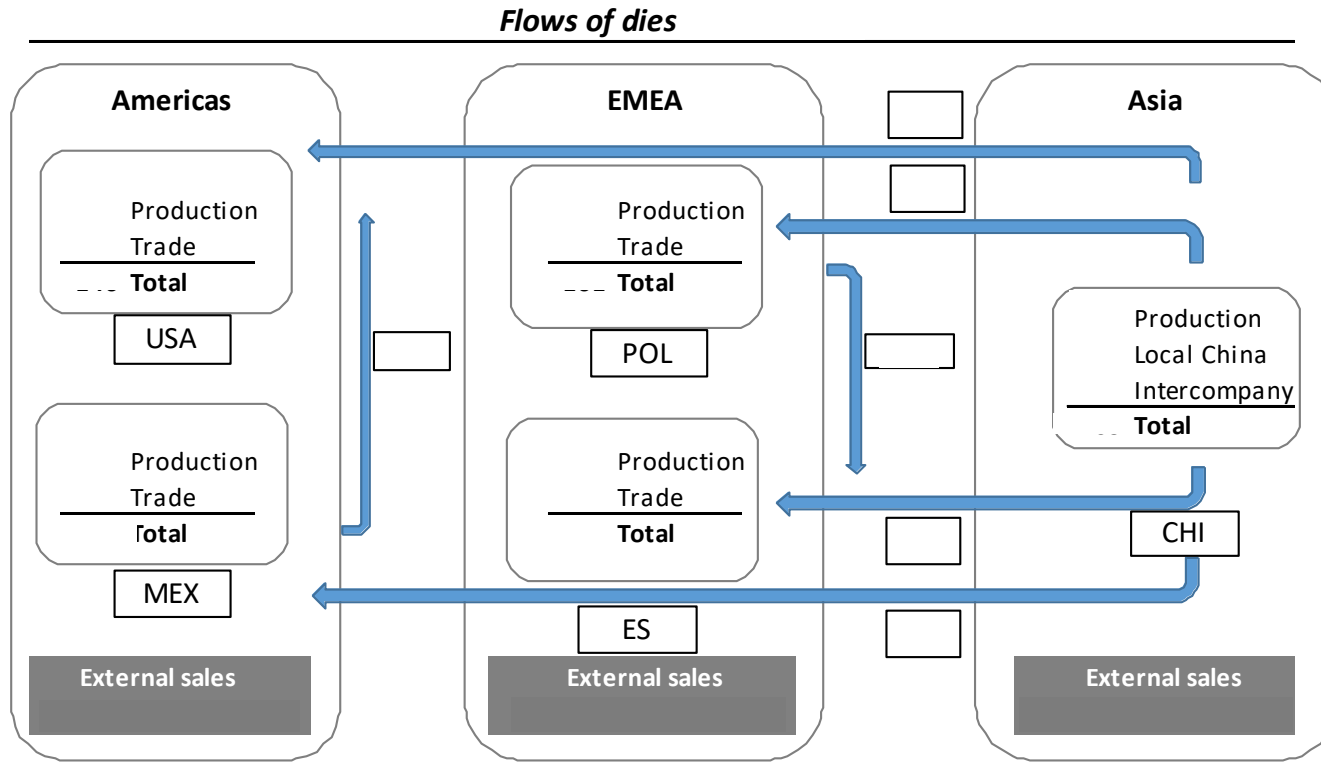 Flows of dies
Americas
EMEA
Asia
Production
Trade
Total
USA
Production
Trade
Total
MEX
External sales
Production
Trade
Total
POL
Production
Trade
Total
ES
External sales
Production
Local China
Intercompany
Total
CHI
External sales